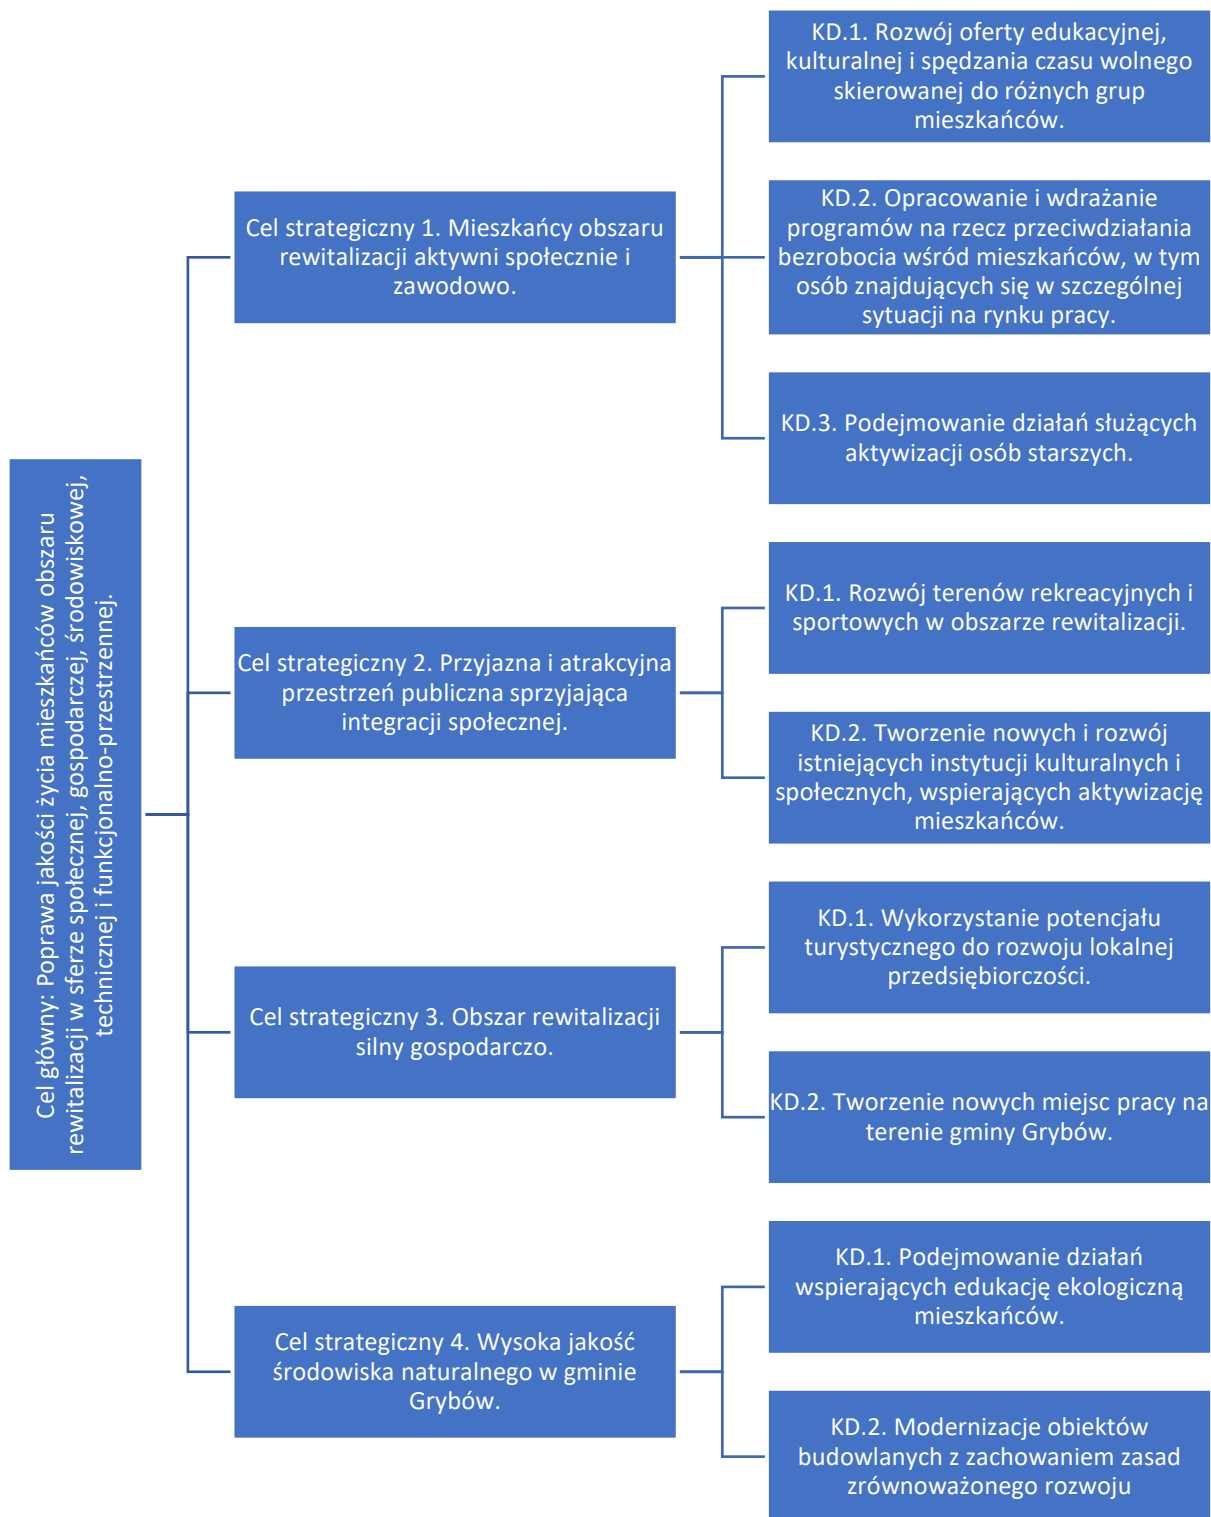 Cel główny: Poprawa jakości życia mieszkańców obszaru
rewitalizacji w sferze społecznej, gospodarczej, środowiskowej,
technicznej i funkcjonalno-przestrzennej.
Cel strategiczny 1. Mieszkańcy obszaru
rewitalizacji aktywni społecznie i
zawodowo.
KD.1. Rozwój oferty edukacyjnej,
kulturalnej i spędzania czasu wolnego
skierowanej do różnych grup
mieszkańców.
KD.2. Opracowanie i wdrażanie
programów na rzecz przeciwdziałania
bezrobocia wśród mieszkańców, w tym
osób znajdujących się w szczególnej
sytuacji na rynku pracy.
KD.3. Podejmowanie działań służących
aktywizacji osób starszych.
Cel strategiczny 2. Przyjazna i atrakcyjna
przestrzeń publiczna sprzyjająca
integracji społecznej.
KD.1. Rozwój terenów rekreacyjnych i
sportowych w obszarze rewitalizacji.
KD.2. Tworzenie nowych i rozwój
istniejących instytucji kulturalnych i
społecznych, wspierających aktywizację
mieszkańców.
Cel strategiczny 3. Obszar rewitalizacji
silny gospodarczo.
KD.1. Wykorzystanie potencjału
turystycznego do rozwoju lokalnej
przedsiębiorczości.
KD.2. Tworzenie nowych miejsc pracy na
terenie gminy Grybów.
Cel strategiczny 4. Wysoka jakość
środowiska naturalnego w gminie
Grybów.
KD.1. Podejmowanie działań
wspierających edukację ekologiczną
mieszkańców.
KD.2. Modernizacje obiektów
budowlanych z zachowaniem zasad
zrównoważonego rozwoju